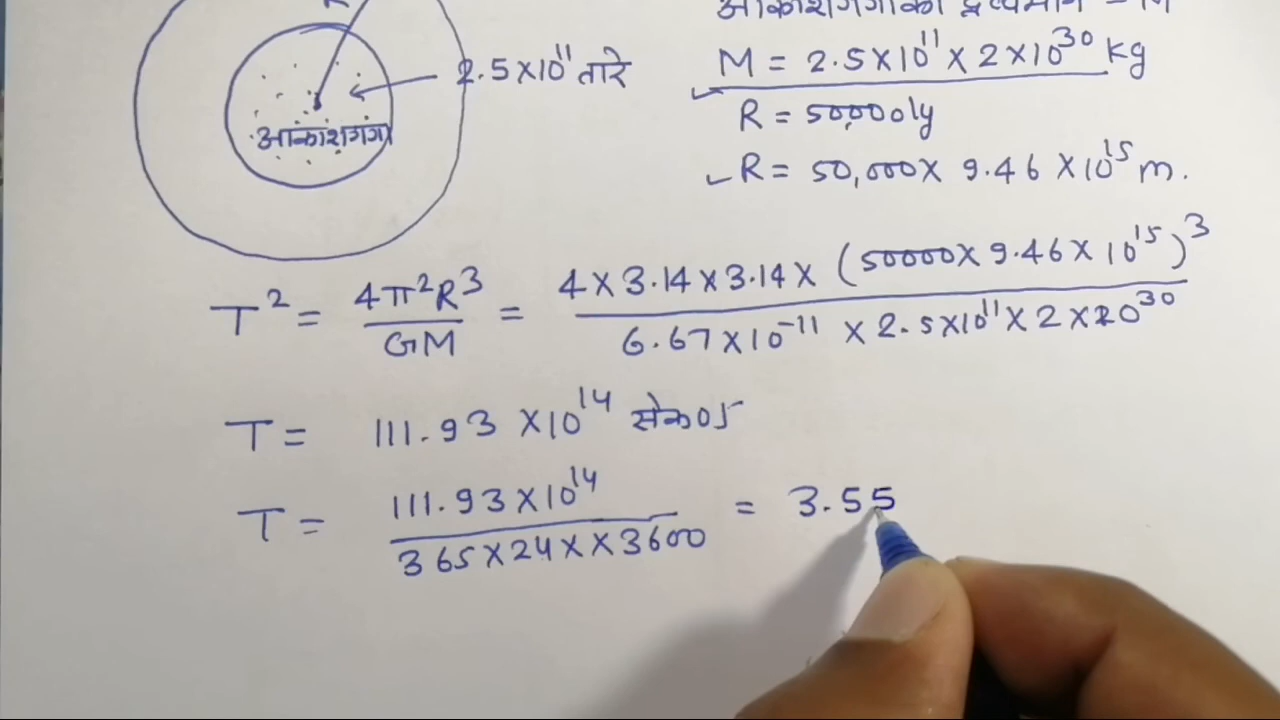 R
2.5×10¹¹ तारे
आकाशगंगा
M = 2.5×10¹¹ × 2×10³⁰ kg
R = 50,000 ly
R = 50,000× 9.46 ×10¹⁵ m.
T² = 4π²R³/GM = 4×3.14×3.14×(50000×9.46×10¹⁵)³/6.67×10⁻¹¹ ×2.5×10¹¹×2×10³⁰
T = 111.93 ×10¹⁴ सेकण्ड
T = 111.93×10¹⁴/365×24××3600 = 3.55